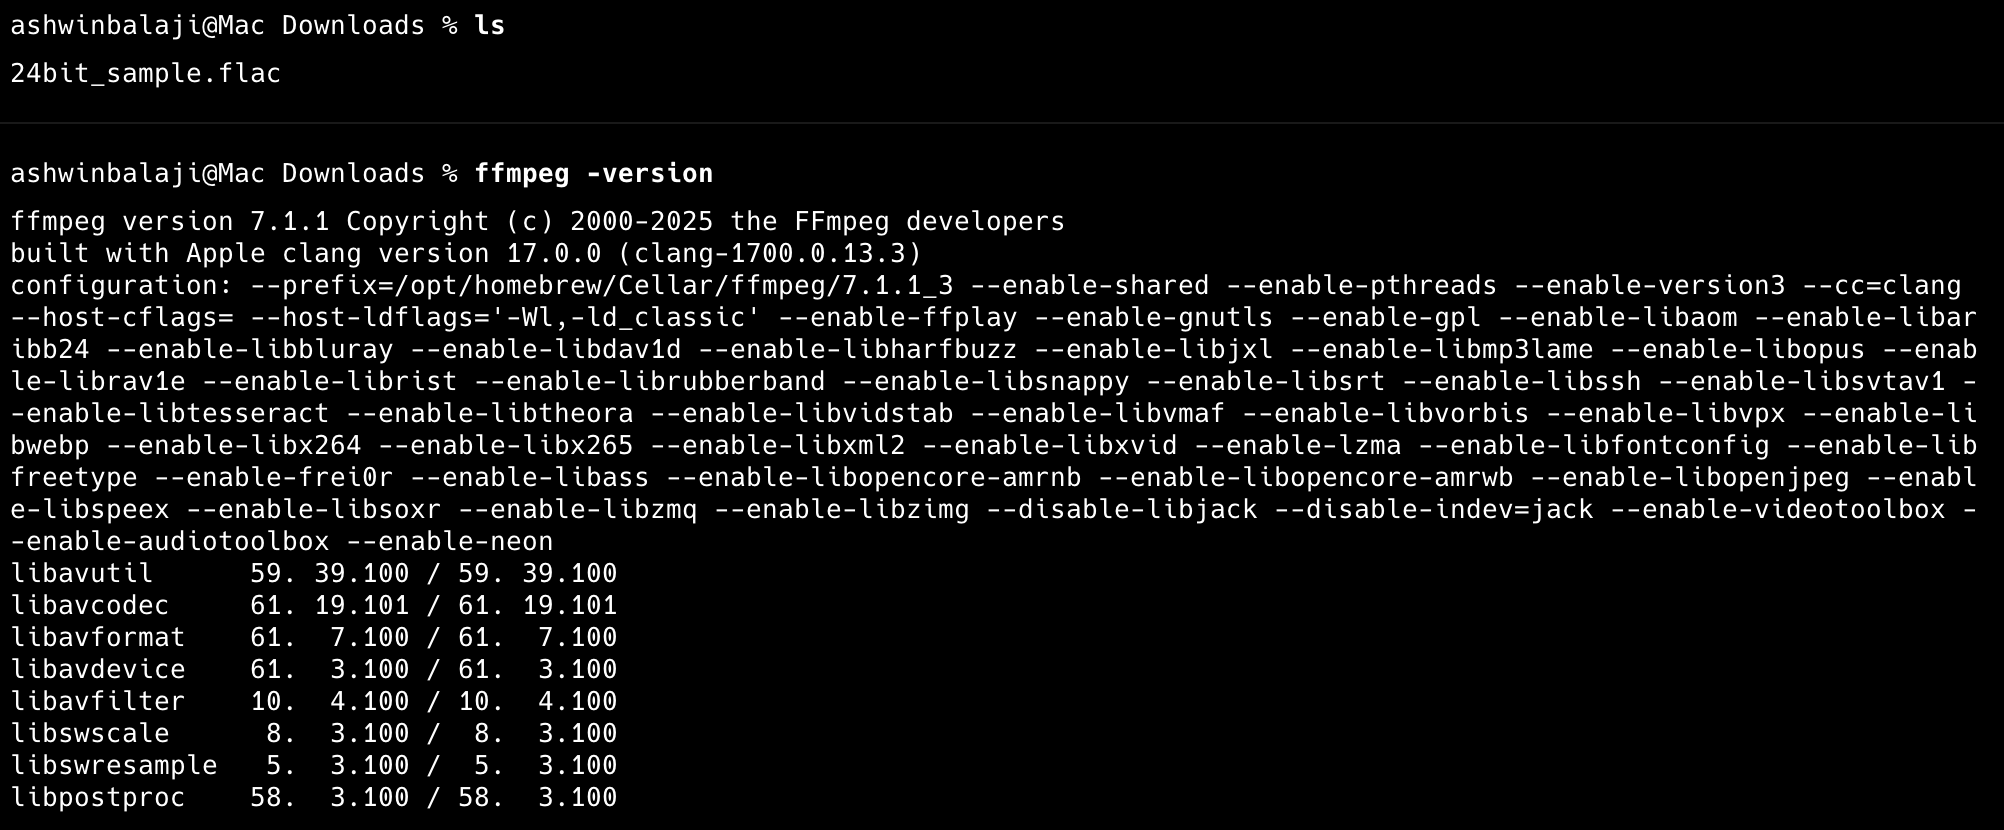 ashwinbalaji@Mac Downloads % ls
24bit_sample.flac
ashwinbalaji@Mac Downloads % ffmpeg -version
ffmpeg version 7.1.1 Copyright (c) 2000-2025 the FFmpeg developers
built with Apple clang version 17.0.0 (clang-1700.0.13.3)
configuration: --prefix=/opt/homebrew/Cellar/ffmpeg/7.1.1_3 --enable-shared --enable-pthreads --enable-version3 --cc=clang
--host-cflags= --host-ldflags='-Wl,-ld_classic' --enable-ffplay --enable-gnutls --enable-gpl --enable-libaom --enable-libar
ibb24 --enable-libbluray --enable-libdav1d --enable-libharfbuzz --enable-libjxl --enable-libmp3lame --enable-libopus --enab
le-librav1e --enable-librist --enable-librubberband --enable-libsnappy --enable-libsrt --enable-libssh --enable-libsvtav1 -
-enable-libtesseract --enable-libtheora --enable-libvidstab --enable-libvmaf --enable-libvorbis --enable-libvpx --enable-li
bwebp --enable-libx264 --enable-libx265 --enable-libxml2 --enable-libxvid --enable-lzma --enable-libfontconfig --enable-lib
freetype --enable-frei0r --enable-libass --enable-libopencore-amrnb --enable-libopencore-amrwb --enable-libopenjpeg --enabl
e-libspeex --enable-libsoxr --enable-libzmq --enable-libzimg --disable-libjack --disable-indev=jack --enable-videotoolbox -
-enable-audiotoolbox --enable-neon
libavutil      59. 39.100 / 59. 39.100
libavcodec     61. 19.101 / 61. 19.101
libavformat    61.  7.100 / 61.  7.100
libavdevice    61.  3.100 / 61.  3.100
libavfilter    10.  4.100 / 10.  4.100
libswscale      8.  3.100 /  8.  3.100
libswresample   5.  3.100 /  5.  3.100
libpostproc    58.  3.100 / 58.  3.100